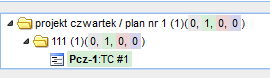 projekt czwartek / plan nr 1 (1)(0, 1, 0, 0)
111 (1)(0, 1, 0, 0)
Pcz-1:TC #1